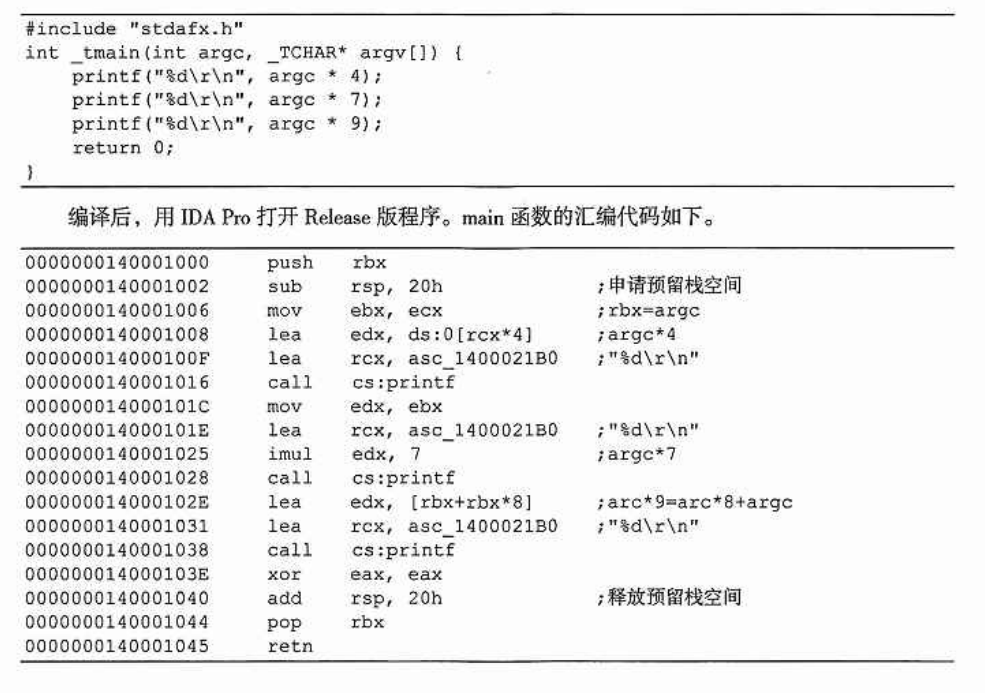 #include "stdafx.h"
int _tmain(int argc, _TCHAR* argv[]) {
    printf("%d\r\n", argc * 4);
    printf("%d\r\n", argc * 7);
    printf("%d\r\n", argc * 9);
    return 0;
}
编译后，用 IDA Pro 打开 Release 版程序。main 函数的汇编代码如下。
0000000140001000 push rbx
0000000140001002 sub rsp, 20h ;申请预留栈空间
0000000140001006 mov ebx, ecx ;rbx=argc
0000000140001008 lea edx, ds:0[rcx*4] ;argc*4
000000014000100F lea rcx, asc_1400021B0 ;"%d\r\n"
0000000140001016 call cs:printf
000000014000101C mov edx, ebx
000000014000101E lea rcx, asc_1400021B0 ;"%d\r\n"
0000000140001025 imul edx, 7 ;argc*7
0000000140001028 call cs:printf
000000014000102E lea edx, [rbx+rbx*8] ;arc*9=arc*8+argc
0000000140001031 lea rcx, asc_1400021B0 ;"%d\r\n"
0000000140001038 call cs:printf
000000014000103E xor eax, eax
0000000140001040 add rsp, 20h ;释放预留栈空间
0000000140001044 pop rbx
0000000140001045 retn